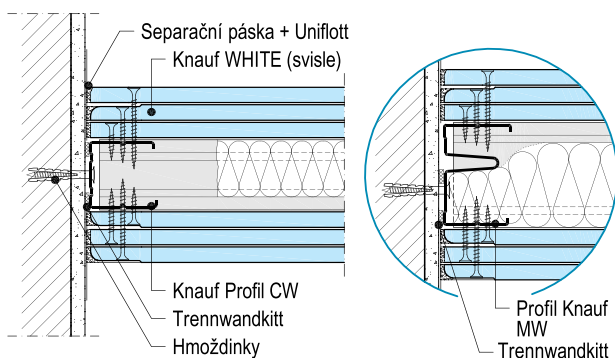 Separační páska + Uniflott
Knauf WHITE (svisle)
Knauf Profil CW
Trennwandkitt
Hmoždinky
Profil Knauf
MW
Trennwandkitt